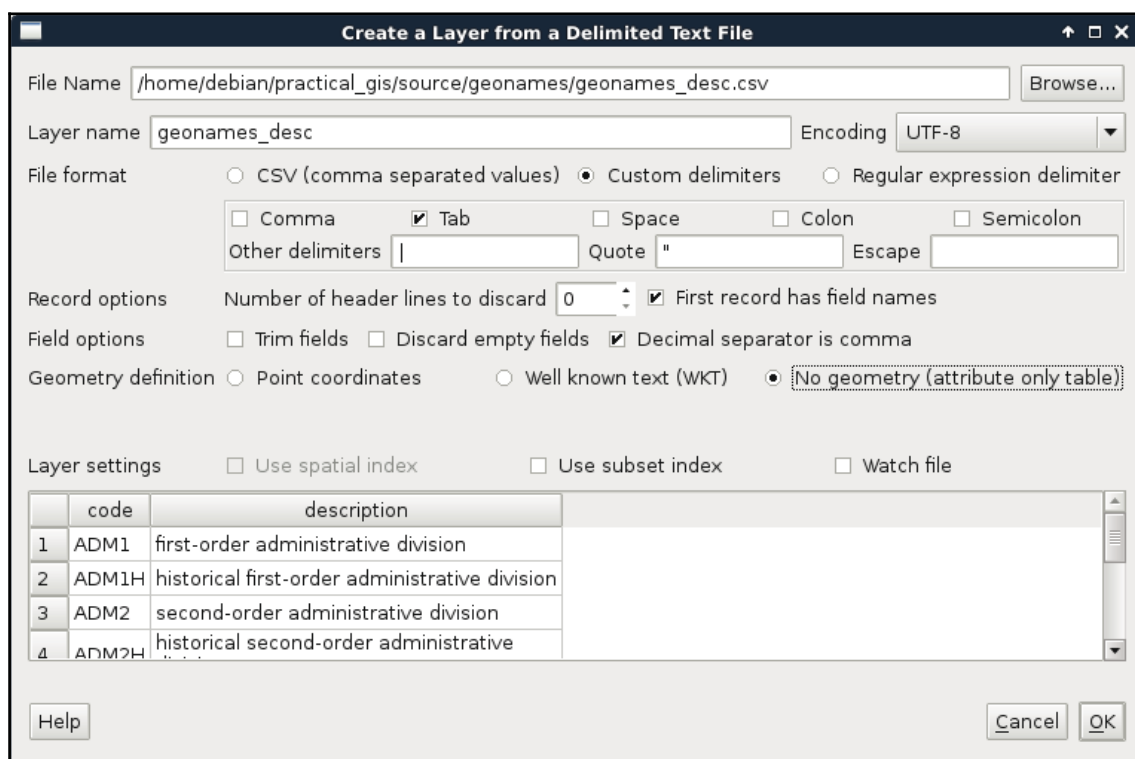 Create a Layer from a Delimited Text File
File Name /home/debian/practical_gis/source/geonames/geonames_desc.csv Browse...
Layer name geonames_desc Encoding UTF-8
File format CSV (comma separated values) Custom delimiters Regular expression delimiter
Comma Tab Space Colon Semicolon
Other delimiters | Quote " Escape
Record options Number of header lines to discard 0 First record has field names
Field options Trim fields Discard empty fields Decimal separator is comma
Geometry definition Point coordinates Well known text (WKT) No geometry (attribute only table)
Layer settings Use spatial index Use subset index Watch file
code description
1 ADM1 first-order administrative division
2 ADM1H historical first-order administrative division
3 ADM2 second-order administrative division
4 ADM2H historical second-order administrative
Help Cancel OK